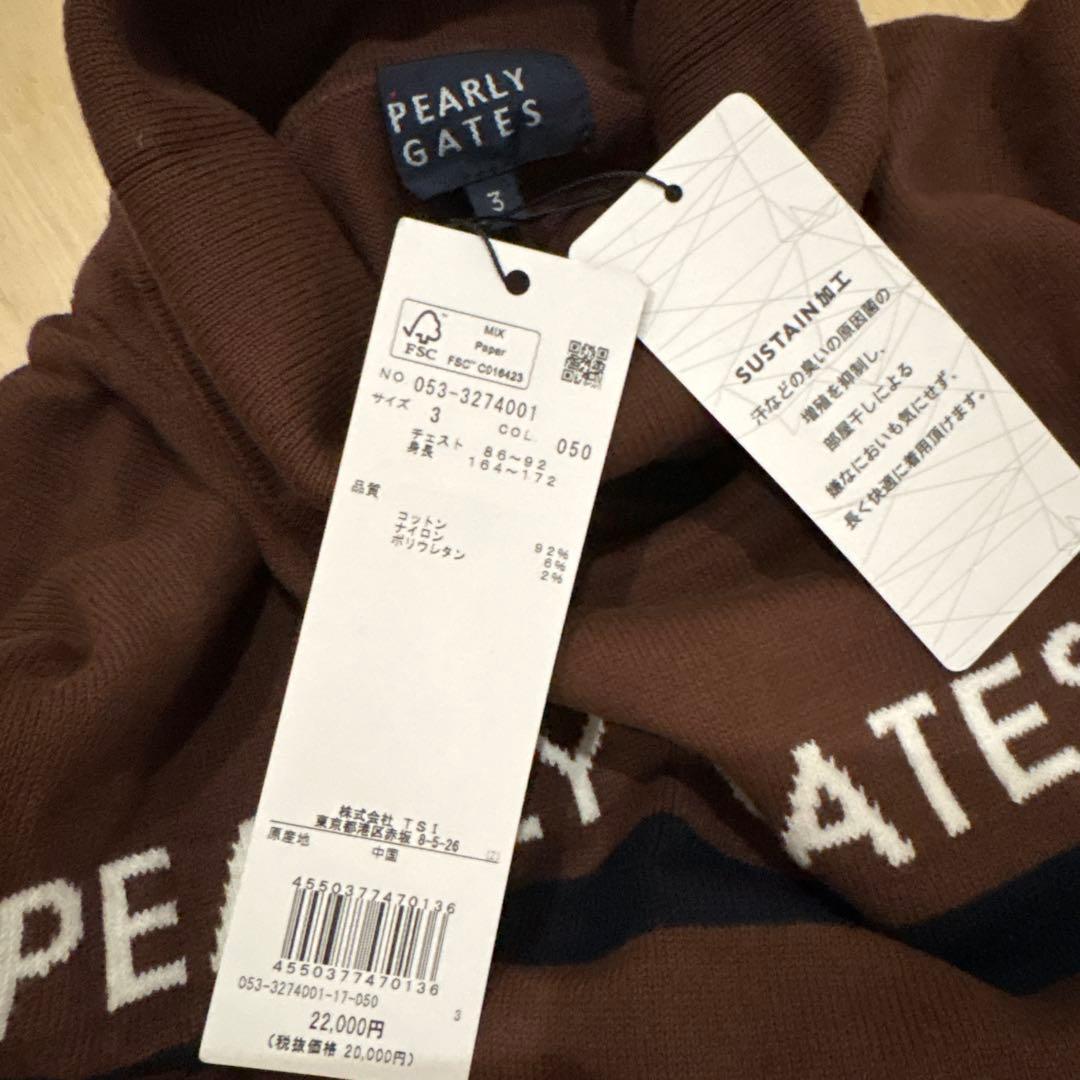 PEARLY
GATES
3
MIX
Paper
FSC™ C016423
FSC
NO 053-3274001
サイズ 3 COL. 050
チェスト 86～92
身長 164～172
品質
コットン 92%
ナイロン 6%
ポリウレタン 2%
株式会社 TSI
東京都港区赤坂 8-5-26
(Z)
原産地 中国
4550377470136
4550377470136
053-3274001-17-050
3
22,000円
(税抜価格 20,000円)
SUSTAIN加工
汗などの臭いの原因菌の
増殖を抑制し、
部屋干しによる
嫌なにおいも気にせず、
長く快適に着用頂けます。
PE
Y
ATES